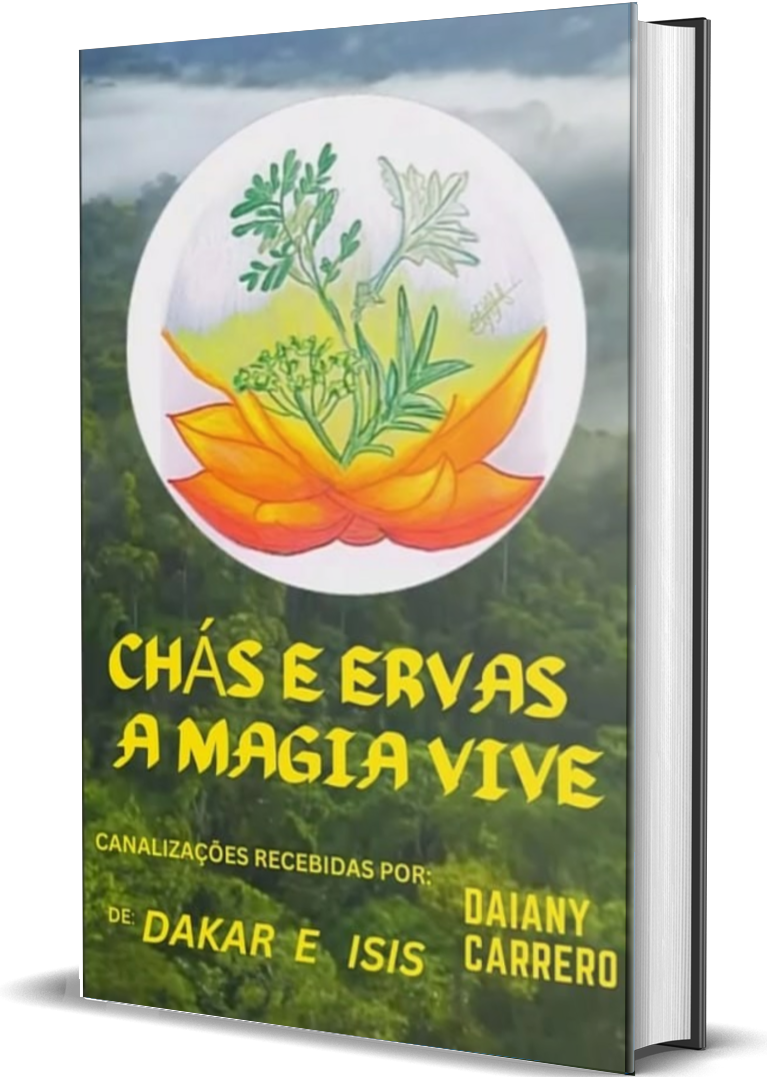 CHÁS E ERVAS
A MAGIA VIVE
CANALIZAÇÕES RECEBIDAS POR:
DAIANY
CARRERO
DE: DAKAR E ISIS